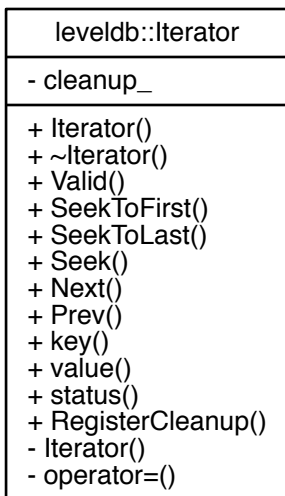 leveldb::Iterator
- cleanup_
+ Iterator()
+ ~Iterator()
+ Valid()
+ SeekToFirst()
+ SeekToLast()
+ Seek()
+ Next()
+ Prev()
+ key()
+ value()
+ status()
+ RegisterCleanup()
- Iterator()
- operator=()